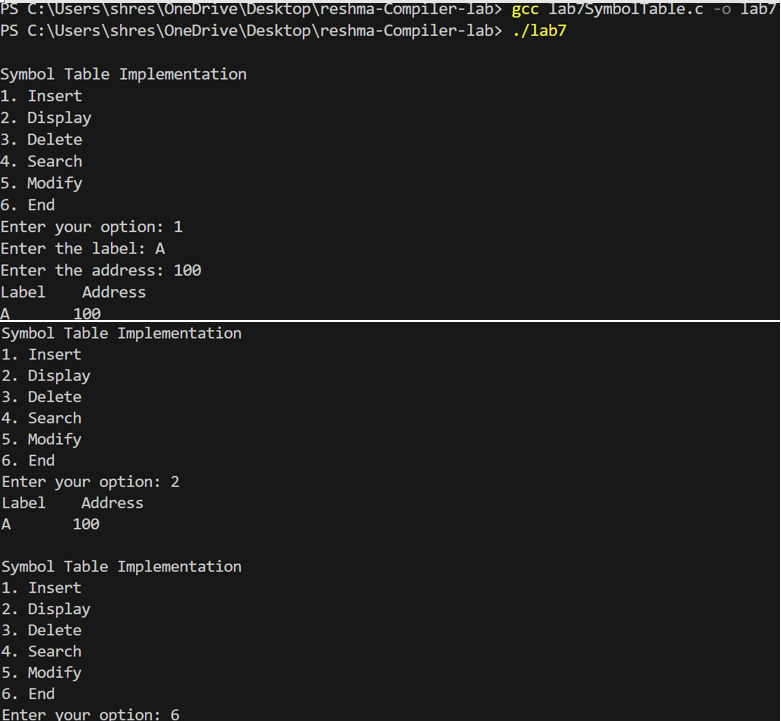 PS C:\Users\shres\OneDrive\Desktop\reshma-Compiler-lab> gcc lab7SymbolTable.c -o lab7
PS C:\Users\shres\OneDrive\Desktop\reshma-Compiler-lab> ./lab7
Symbol Table Implementation
1. Insert
2. Display
3. Delete
4. Search
5. Modify
6. End
Enter your option: 1
Enter the label: A
Enter the address: 100
Label    Address
A       100
Symbol Table Implementation
1. Insert
2. Display
3. Delete
4. Search
5. Modify
6. End
Enter your option: 2
Label    Address
A       100
Symbol Table Implementation
1. Insert
2. Display
3. Delete
4. Search
5. Modify
6. End
Enter your option: 6